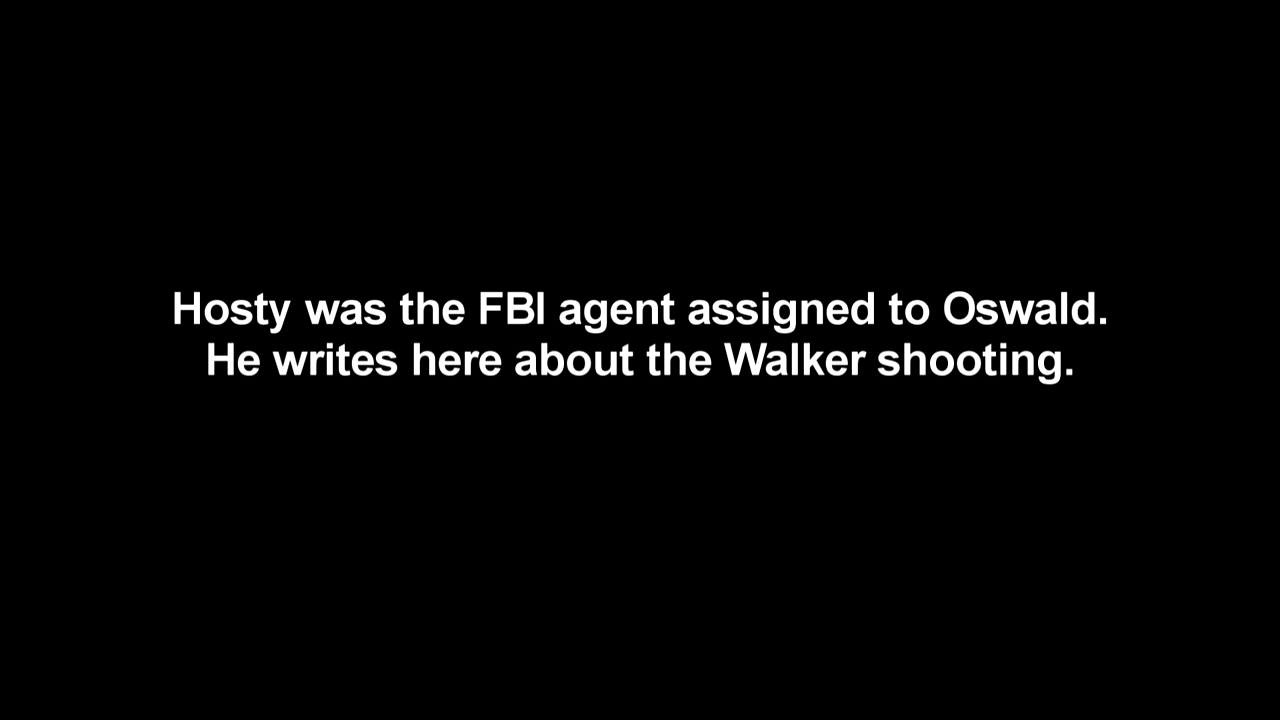 Hosty was the FBI agent assigned to Oswald.
He writes here about the Walker shooting.